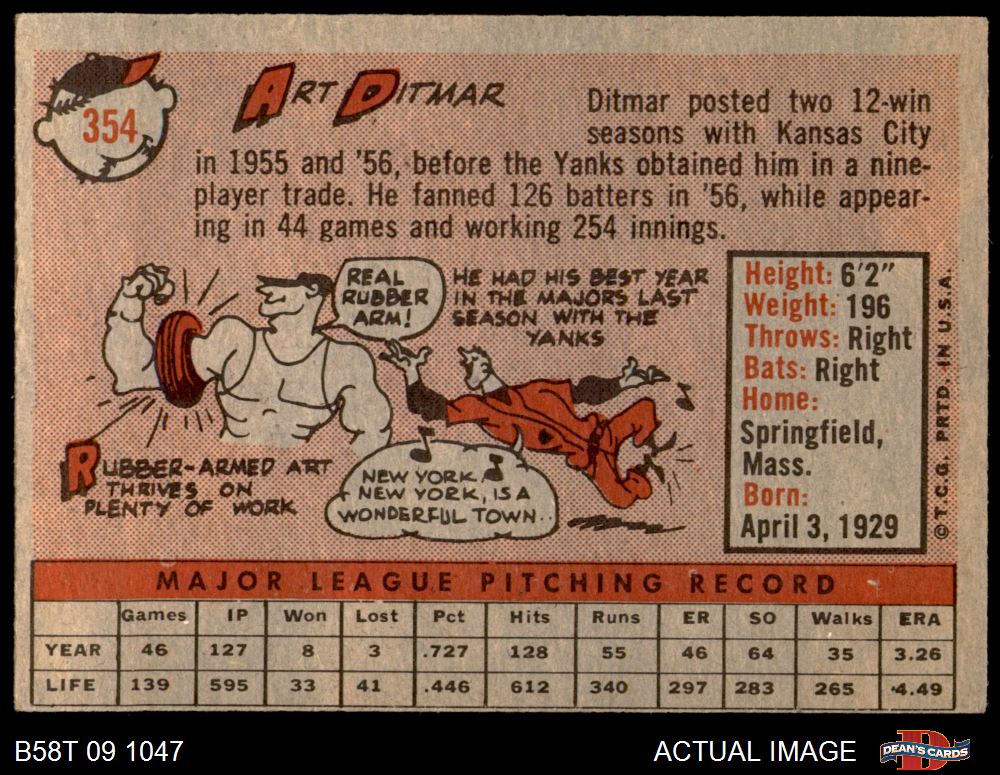 354
ART DITMAR
Ditmar posted two 12-win
seasons with Kansas City
in 1955 and '56, before the Yanks obtained him in a nine-
player trade. He fanned 126 batters in '56, while appear-
ing in 44 games and working 254 innings.
REAL
RUBBER
ARM!
HE HAD HIS BEST YEAR
IN THE MAJORS LAST
SEASON WITH THE
YANKS
RUBBER-ARMED ART
THRIVES ON
PLENTY OF WORK
NEW YORK
NEW YORK, IS A
WONDERFUL TOWN..
Height: 6'2"
Weight: 196
Throws: Right
Bats: Right
Home:
Springfield,
Mass.
Born:
April 3, 1929
© T.C.G. PRTD. IN U.S.A.
MAJOR LEAGUE PITCHING RECORD
Games IP Won Lost Pct Hits Runs ER SO Walks ERA
YEAR 46 127 8 3 .727 128 55 46 64 35 3.26
LIFE 139 595 33 41 .446 612 340 297 283 265 4.49
B58T 09 1047
ACTUAL IMAGE
DEAN'S CARDS